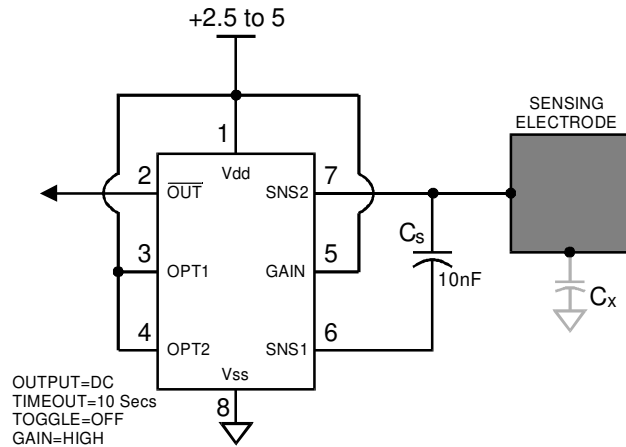 +2.5 to 5
SENSING
ELECTRODE
1
Vdd
2
OUT
SNS2
7
3
OPT1
GAIN
5
Cs
10nF
Cx
4
OPT2
SNS1
6
Vss
8
OUTPUT=DC
TIMEOUT=10 Secs
TOGGLE=OFF
GAIN=HIGH